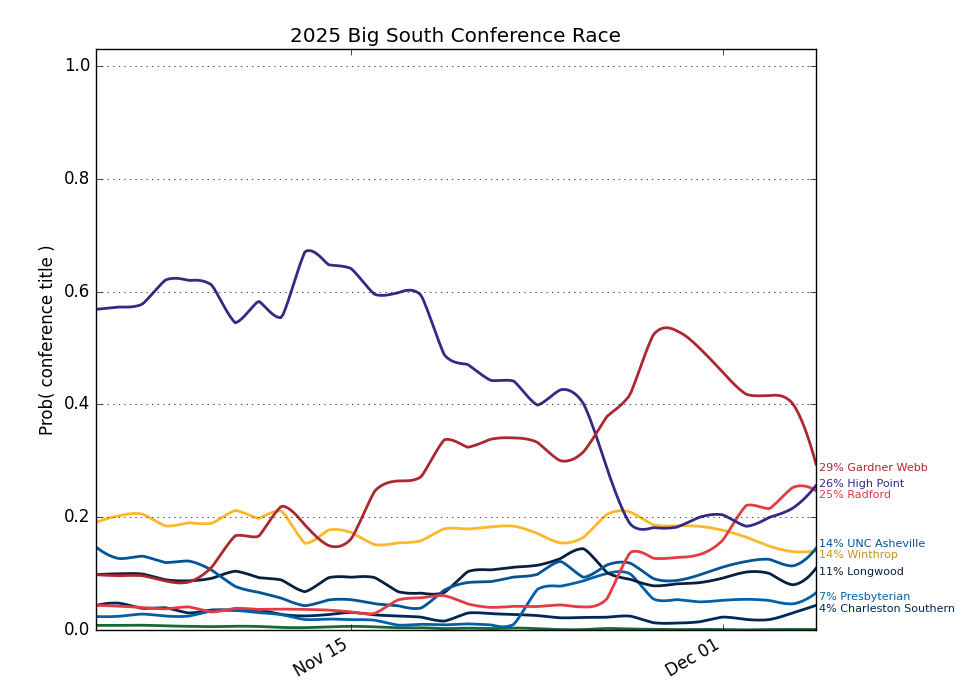 2025 Big South Conference Race
1.0
0.8
0.6
0.4
0.2
0.0
Prob( conference title )
Nov 15
Dec 01
29% Gardner Webb
26% High Point
25% Radford
14% UNC Asheville
14% Winthrop
11% Longwood
7% Presbyterian
4% Charleston Southern